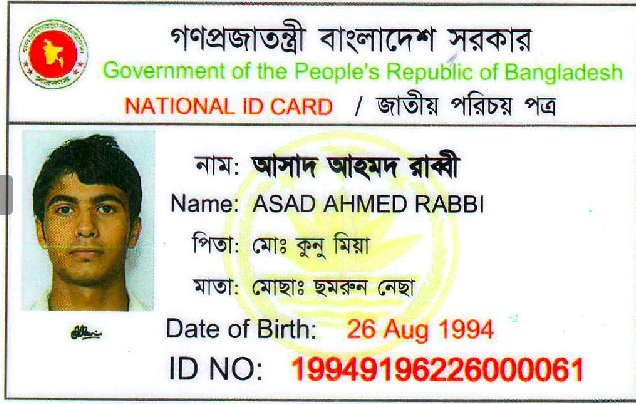 গণপ্রজাতন্ত্রী বাংলাদেশ সরকার
Government of the People's Republic of Bangladesh
NATIONAL ID CARD / জাতীয় পরিচয় পত্র
নাম: আসাদ আহমদ রাব্বী
Name: ASAD AHMED RABBI
পিতা: মোঃ কুনু মিয়া
মাতা: মোছাঃ ছমরুন নেছা
Date of Birth: 26 Aug 1994
ID NO: 19949196226000061